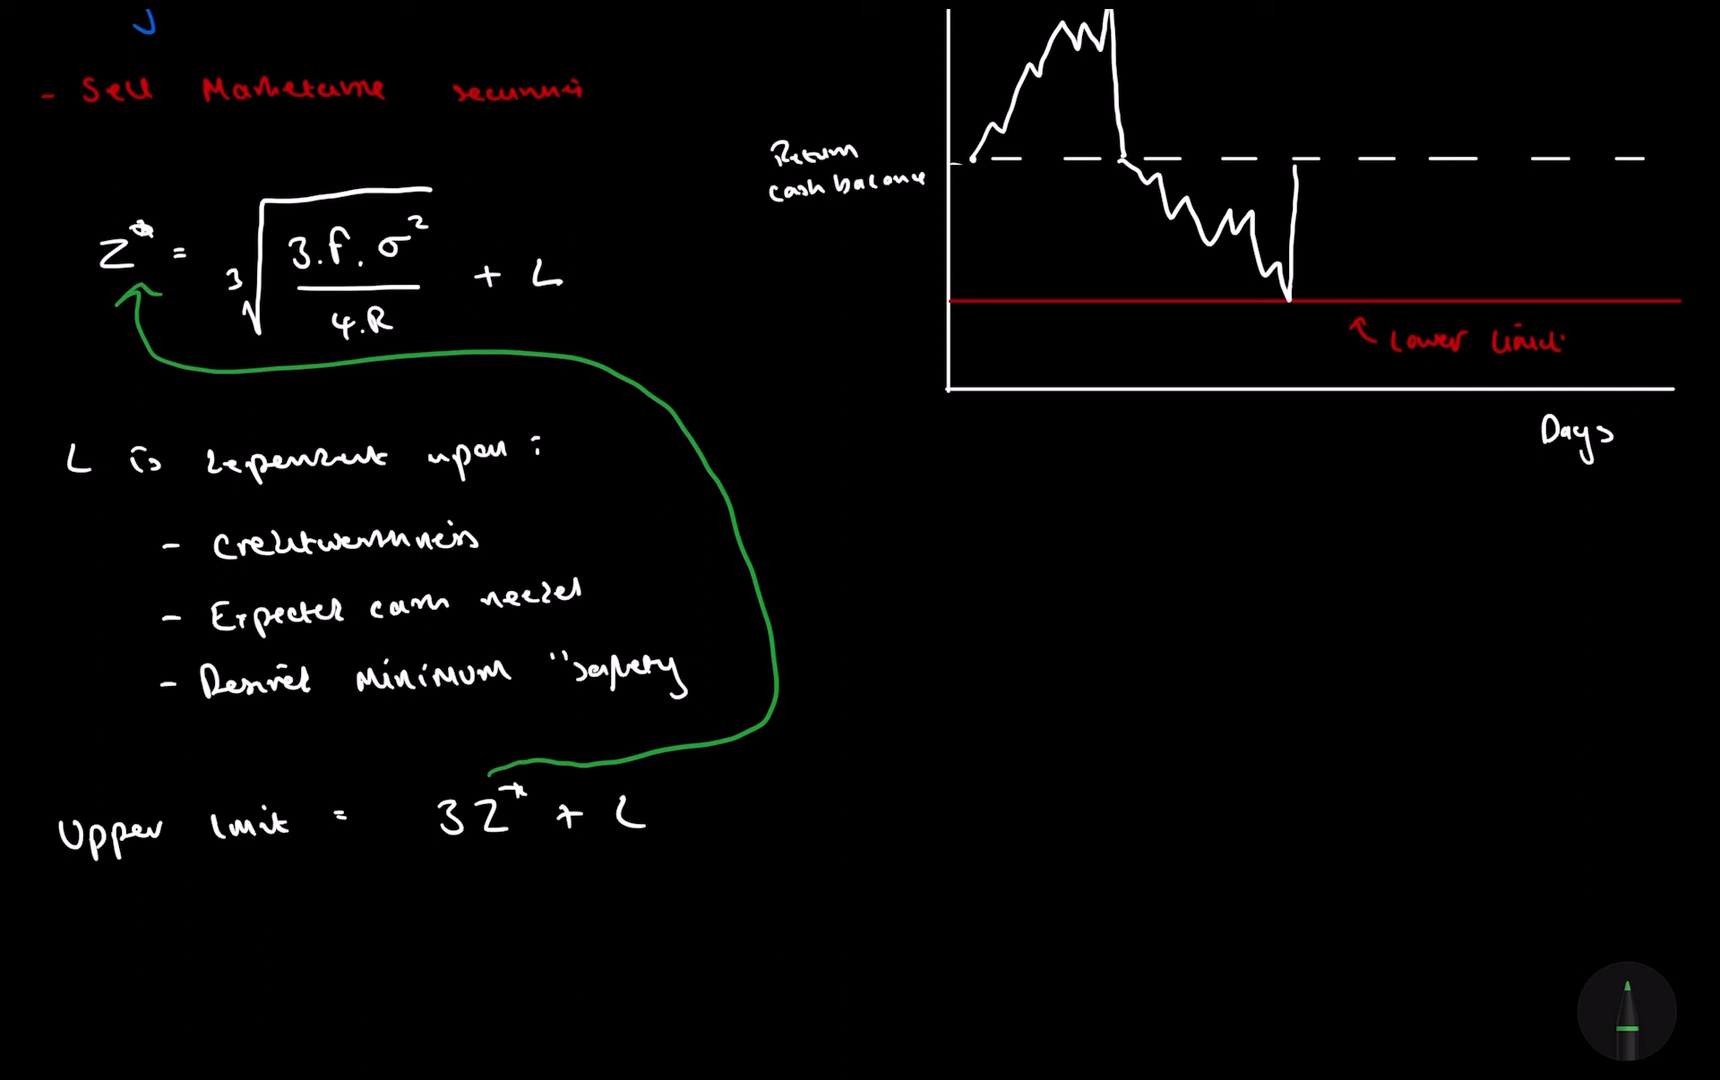 - Sell Marketable securities
Return
cash balance
Z* = ∛(3.F.σ² / 4.R) + L
Lower limit
Days
L is dependent upon:
- Creditworthiness
- Expected cash needed
- Desired minimum "safety
Upper limit = 3Z* + L